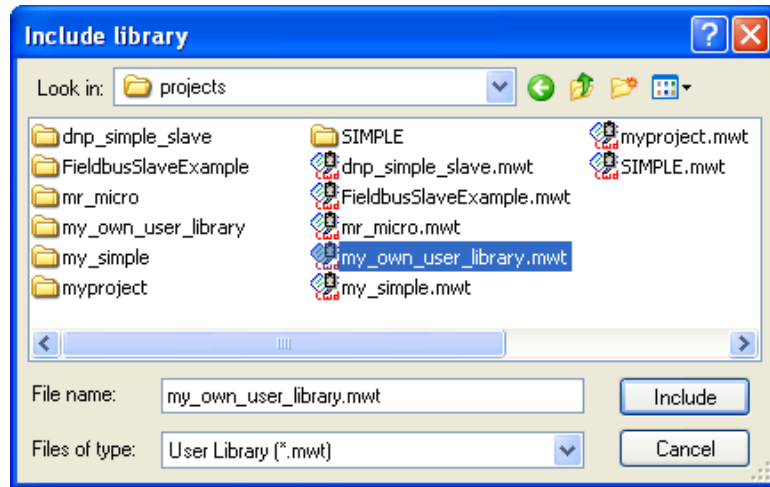 Include library
Look in: projects
dnp_simple_slave SIMPLE myproject.mwt
FieldbusSlaveExample dnp_simple_slave.mwt SIMPLE.mwt
mr_micro FieldbusSlaveExample.mwt
my_own_user_library mr_micro.mwt
my_simple my_own_user_library.mwt
myproject my_simple.mwt
File name: my_own_user_library.mwt Include
Files of type: User Library (*.mwt) Cancel